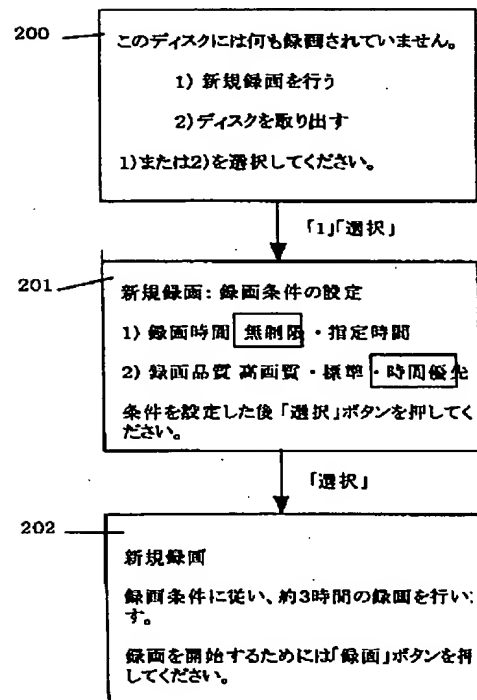 200
このディスクには何も録画されていません。
1) 新規録画を行う
2)ディスクを取り出す
1)または2)を選択してください。
「1」「選択」
201
新規録画: 録画条件の設定
1) 録画時間 無制限・指定時間
2) 録画品質 高画質・標準・時間優先
条件を設定した後「選択」ボタンを押してく
ださい。
「選択」
202
新規録画
録画条件に従い、約3時間の録画を行いま
す。
録画を開始するためには「録画」ボタンを押
してください。